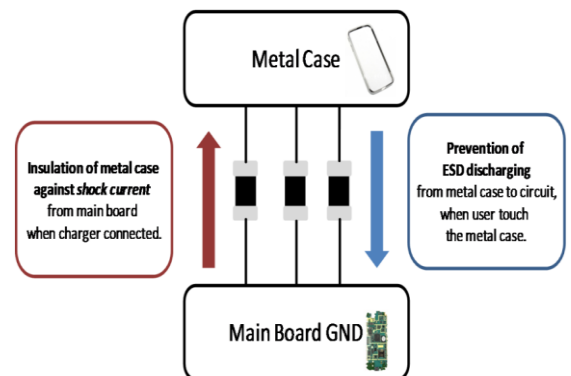 Metal Case
Insulation of metal case
against shock current
from main board
when charger connected.
Prevention of
ESD discharging
from metal case to circuit,
when user touch
the metal case.
Main Board GND